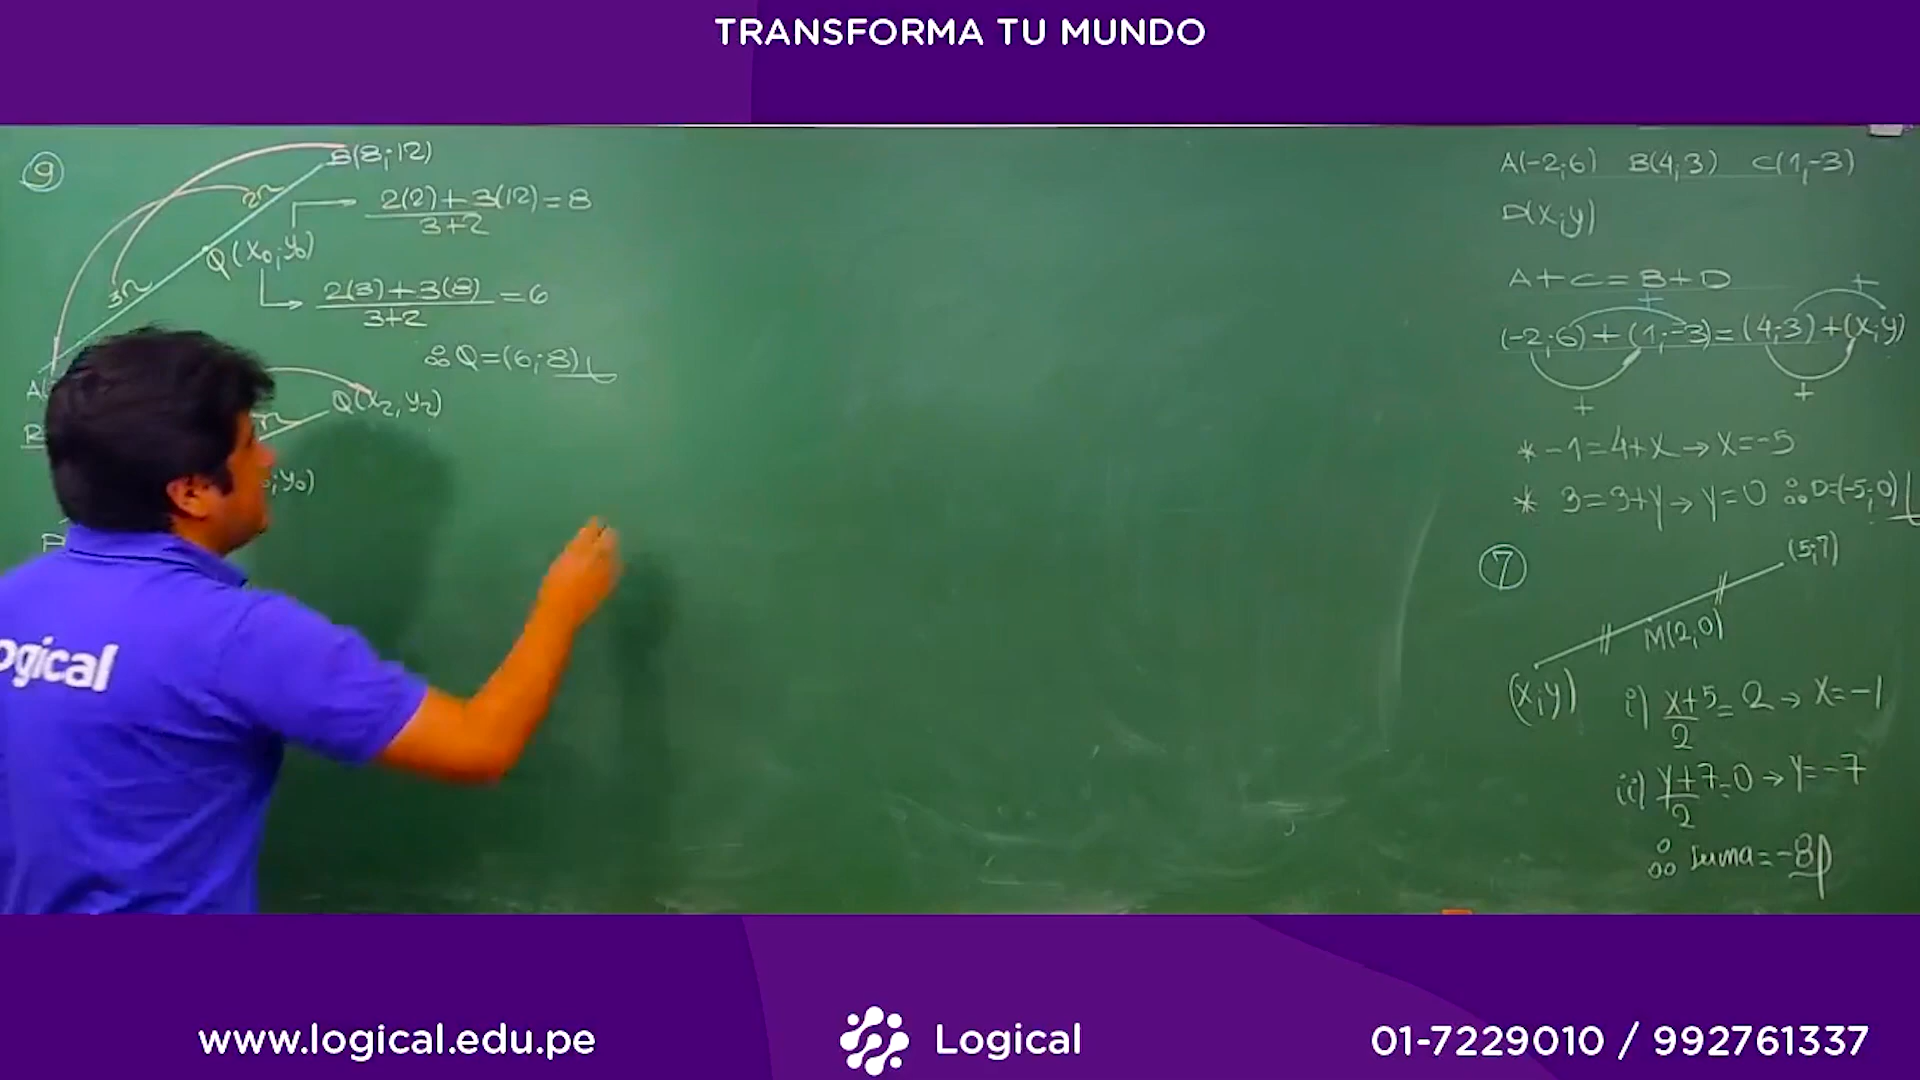 TRANSFORMA TU MUNDO
9
B(8;12)
2r
2(2)+3(12) = 8
3+2
Q(x₀;y₀)
3r
2(3)+3(8) = 6
3+2
∴ Q=(6;8)
A(
Q(x₂,y₂)
r
R
;y₀)
P
A(-2;6) B(4;3) C(1;-3)
D(x;y)
A+C=B+D
+
+
(-2;6)+(1;-3)=(4;3)+(x;y)
+
+
* -1=4+x→x=-5
* 3=3+y→y=0 ∴D=(-5;0)
7
(5;7)
M(2,0)
(x;y)
i) x+5 = 2 → x=-1
2
ii) y+7 = 0 → y=-7
2
∴ Suma = -8
ogical
www.logical.edu.pe
Logical
01-7229010 / 992761337